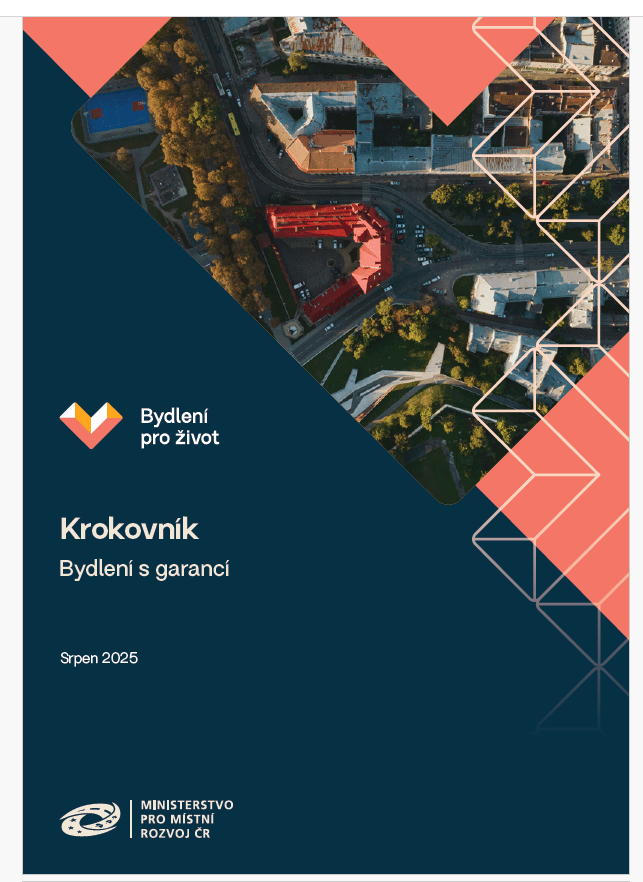 Bydlení
pro život
Krokovník
Bydlení s garancí
Srpen 2025
MINISTERSTVO
PRO MÍSTNÍ
ROZVOJ ČR